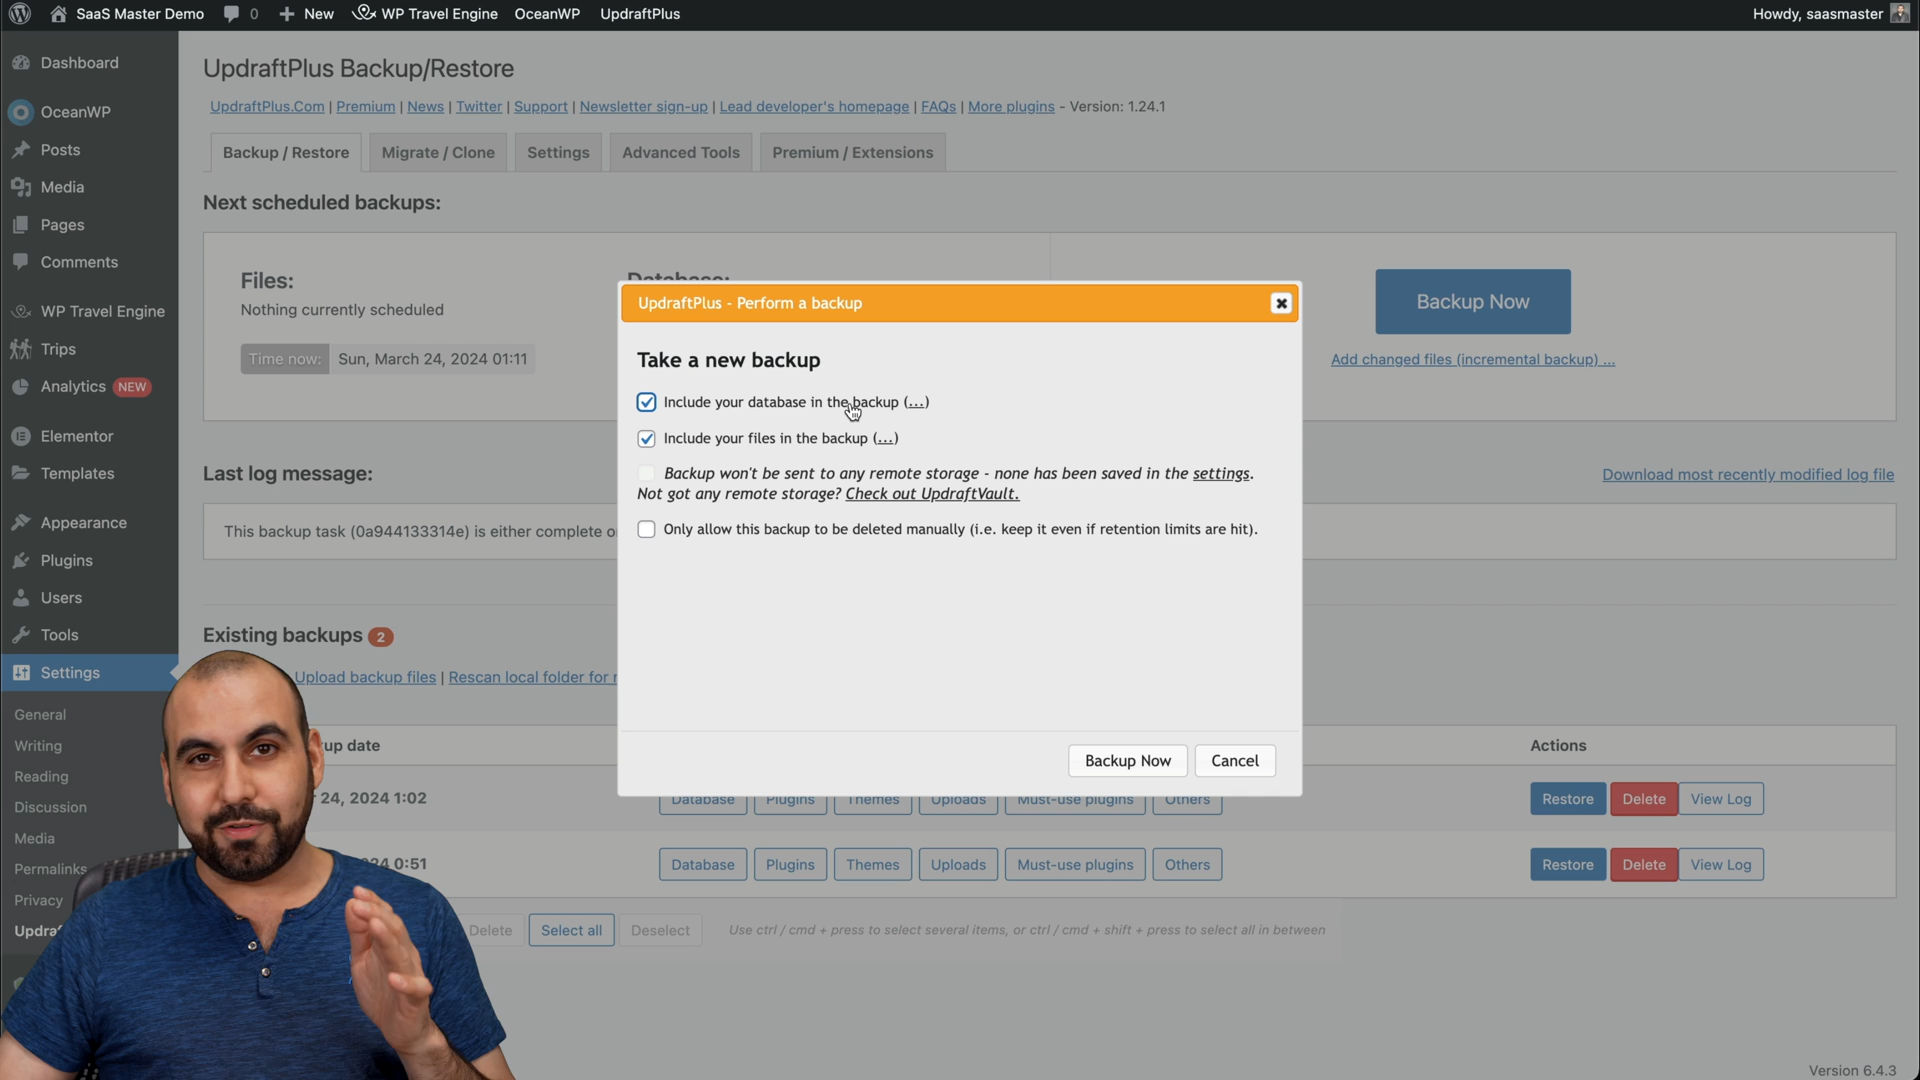 SaaS Master Demo 0 New WP Travel Engine OceanWP UpdraftPlus Howdy, saasmaster
Dashboard
OceanWP
Posts
Media
Pages
Comments
WP Travel Engine
Trips
Analytics NEW
Elementor
Templates
Appearance
Plugins
Users
Tools
Settings
General
Writing
Reading
Discussion
Media
Permalinks
Privacy
Updra
UpdraftPlus Backup/Restore
UpdraftPlus.Com | Premium | News | Twitter | Support | Newsletter sign-up | Lead developer's homepage | FAQs | More plugins - Version: 1.24.1
Backup / Restore Migrate / Clone Settings Advanced Tools Premium / Extensions
Next scheduled backups:
Files: Database:
Nothing currently scheduled
Time now: Sun, March 24, 2024 01:11
Backup Now
Add changed files (incremental backup) ...
UpdraftPlus - Perform a backup
Take a new backup
Include your database in the backup (...)
Include your files in the backup (...)
Backup won't be sent to any remote storage - none has been saved in the settings.
Not got any remote storage? Check out UpdraftVault.
Only allow this backup to be deleted manually (i.e. keep it even if retention limits are hit).
Backup Now Cancel
Last log message: Download most recently modified log file
This backup task (0a944133314e) is either complete o
Existing backups 2
Upload backup files | Rescan local folder for
up date Actions
24, 2024 1:02 Database Plugins Themes Uploads Must-use plugins Others Restore Delete View Log
24 0:51 Database Plugins Themes Uploads Must-use plugins Others Restore Delete View Log
Delete Select all Deselect Use ctrl / cmd + press to select several items, or ctrl / cmd + shift + press to select all in between
Version 6.4.3